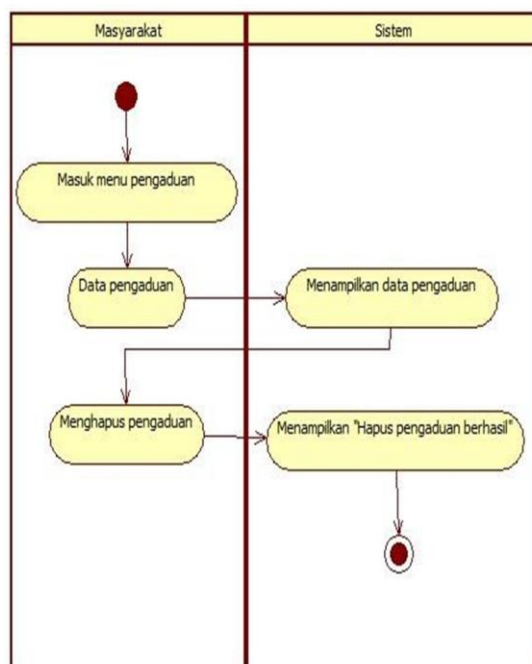 Masyarakat
Sistem
Masuk menu pengaduan
Data pengaduan
Menampilkan data pengaduan
Menghapus pengaduan
Menampilkan "Hapus pengaduan berhasil"